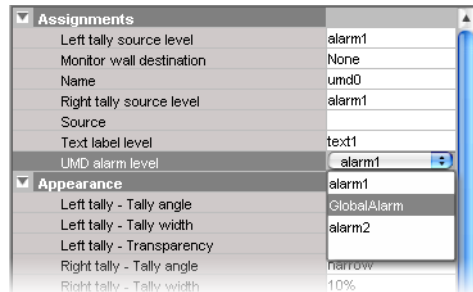 Assignments
Left tally source level alarm1
Monitor wall destination None
Name umd0
Right tally source level alarm1
Source
Text label level text1
UMD alarm level alarm1
Appearance alarm1
Left tally - Tally angle GlobalAlarm
Left tally - Tally width alarm2
Left tally - Transparency
Right tally - Tally angle narrow
Right tally - Tally width 10%